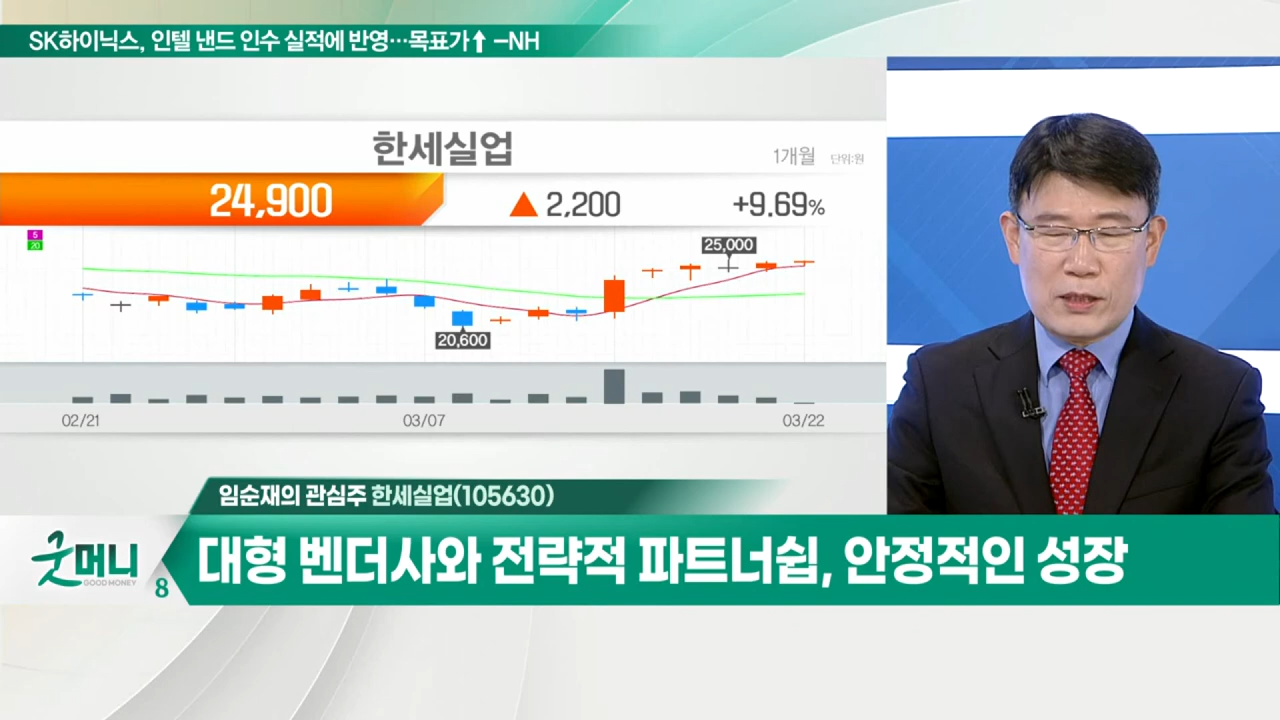 SK하이닉스, 인텔 낸드 인수 실적에 반영…목표가⬆ –NH
한세실업
1개월 단위:원
24,900 ▲ 2,200 +9.69%
5
20
25,000
20,600
02/21 03/07 03/22
임순재의 관심주 한세실업(105630)
대형 벤더사와 전략적 파트너쉽, 안정적인 성장
굿머니
GOOD MONEY
8